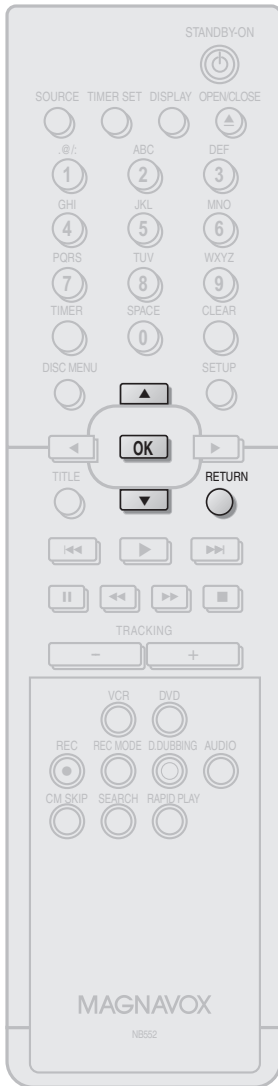 STANDBY-ON
SOURCE TIMER SET DISPLAY OPEN/CLOSE
.@/: ABC DEF
1 2 3
GHI JKL MNO
4 5 6
PQRS TUV WXYZ
7 8 9
TIMER SPACE CLEAR
0
DISC MENU SETUP
OK
TITLE RETURN
TRACKING
- +
VCR DVD
REC REC MODE D.DUBBING AUDIO
CM SKIP SEARCH RAPID PLAY
MAGNAVOX
NB552